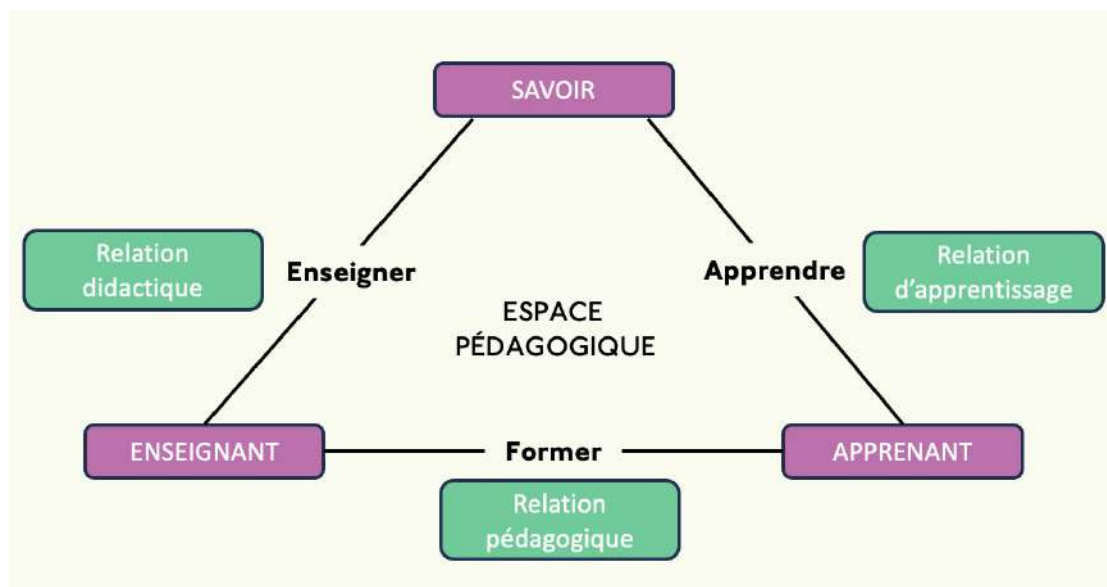 SAVOIR
Relation
didactique
Enseigner
Apprendre
Relation
d'apprentissage
ESPACE
PÉDAGOGIQUE
ENSEIGNANT
Former
APPRENANT
Relation
pédagogique